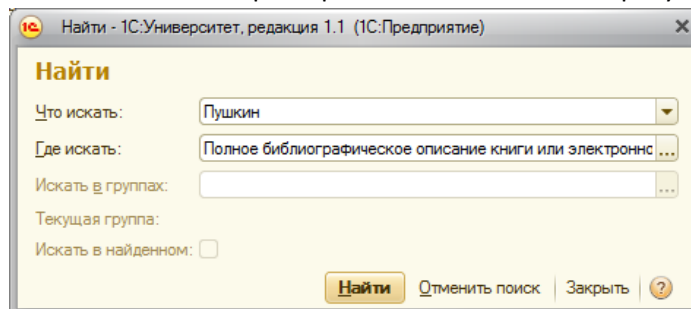 Найти - 1С:Университет, редакция 1.1 (1С:Предприятие)
Найти
Что искать: Пушкин
Где искать: Полное библиографическое описание книги или электронно ...
Искать в группах: ...
Текущая группа:
Искать в найденном:
Найти Отменить поиск Закрыть ?